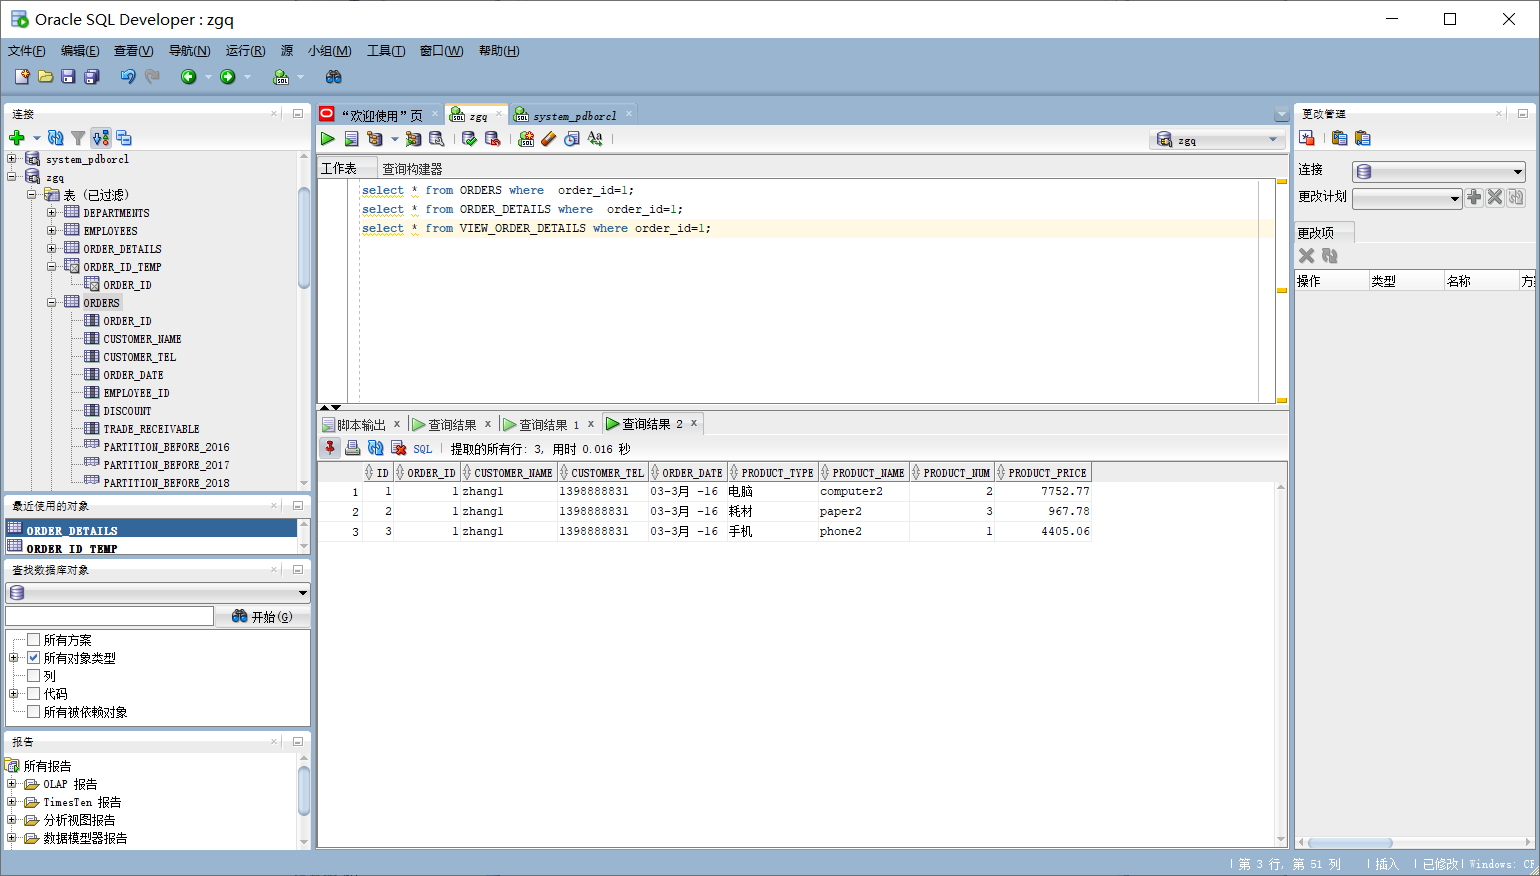 Oracle SQL Developer : zgq
文件(F) 编辑(E) 查看(V) 导航(N) 运行(R) 源 小组(M) 工具(T) 窗口(W) 帮助(H)
连接
system_pdborcl
zgq
表 (已过滤)
DEPARTMENTS
EMPLOYEES
ORDER_DETAILS
ORDER_ID_TEMP
ORDER_ID
ORDERS
ORDER_ID
CUSTOMER_NAME
CUSTOMER_TEL
ORDER_DATE
EMPLOYEE_ID
DISCOUNT
TRADE_RECEIVABLE
PARTITION_BEFORE_2016
PARTITION_BEFORE_2017
PARTITION_BEFORE_2018
最近使用的对象
ORDER_DETAILS
ORDER_ID_TEMP
查找数据库对象
开始(G)
所有方案
所有对象类型
列
代码
所有被依赖对象
报告
所有报告
OLAP 报告
TimesTen 报告
分析视图报告
数据模型器报告
“欢迎使用”页 zgq system_pdborcl
zgq
工作表 查询构建器
select * from ORDERS where  order_id=1;
select * from ORDER_DETAILS where  order_id=1;
select * from VIEW_ORDER_DETAILS where order_id=1;
脚本输出 查询结果 查询结果 1 查询结果 2
SQL 提取的所有行: 3, 用时 0.016 秒
ID ORDER_ID CUSTOMER_NAME CUSTOMER_TEL ORDER_DATE PRODUCT_TYPE PRODUCT_NAME PRODUCT_NUM PRODUCT_PRICE
1 1 1 zhang1 1398888831 03-3月 -16 电脑 computer2 2 7752.77
2 2 1 zhang1 1398888831 03-3月 -16 耗材 paper2 3 967.78
3 3 1 zhang1 1398888831 03-3月 -16 手机 phone2 1 4405.06
更改管理
连接
更改计划
更改项
操作 类型 名称 方
第 3 行, 第 51 列 插入 已修改 Windows: CF